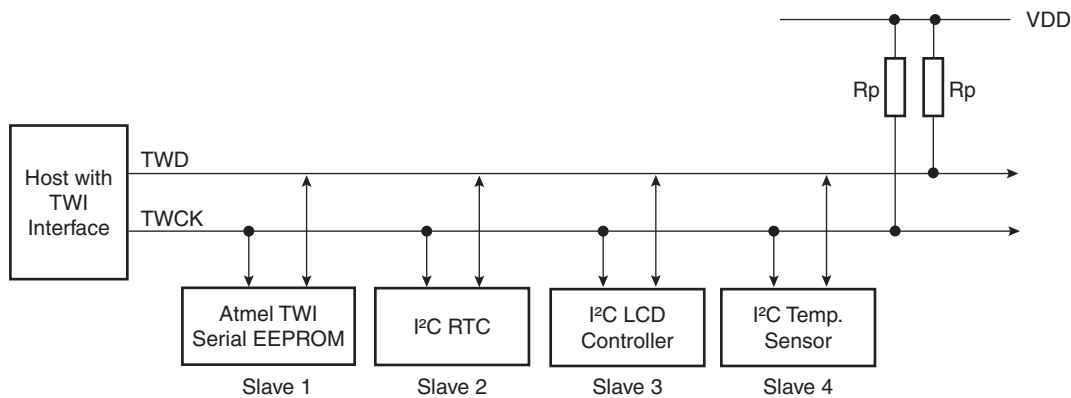 VDD
Rp
Rp
Host with
TWI
Interface
TWD
TWCK
Atmel TWI
Serial EEPROM
I²C RTC
I²C LCD
Controller
I²C Temp.
Sensor
Slave 1
Slave 2
Slave 3
Slave 4